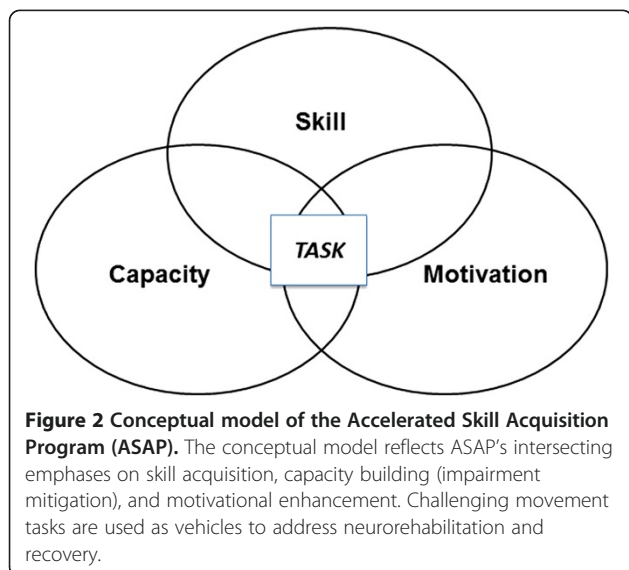 Skill
TASK
Capacity
Motivation
Figure 2 Conceptual model of the Accelerated Skill Acquisition
Program (ASAP). The conceptual model reflects ASAP's intersecting
emphases on skill acquisition, capacity building (impairment
mitigation), and motivational enhancement. Challenging movement
tasks are used as vehicles to address neurorehabilitation and
recovery.